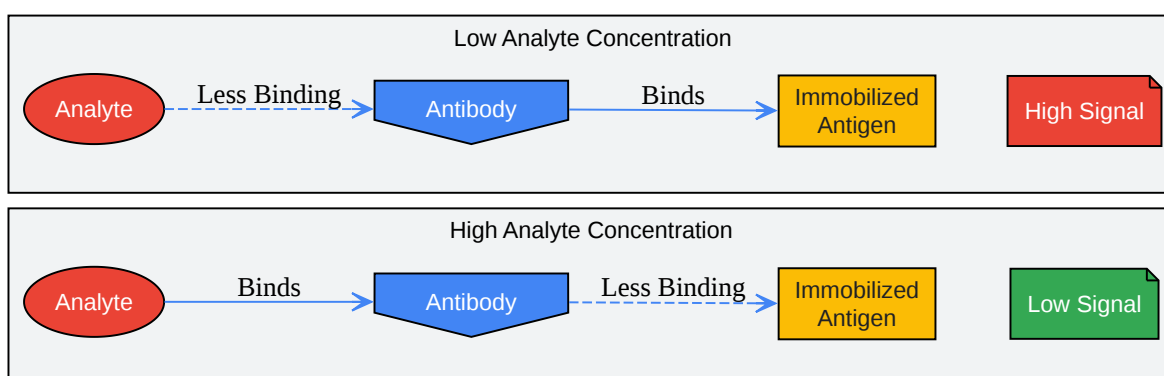 Low Analyte Concentration
Analyte
Less Binding
Antibody
Binds
Immobilized
Antigen
High Signal
High Analyte Concentration
Analyte
Binds
Antibody
Less Binding
Immobilized
Antigen
Low Signal